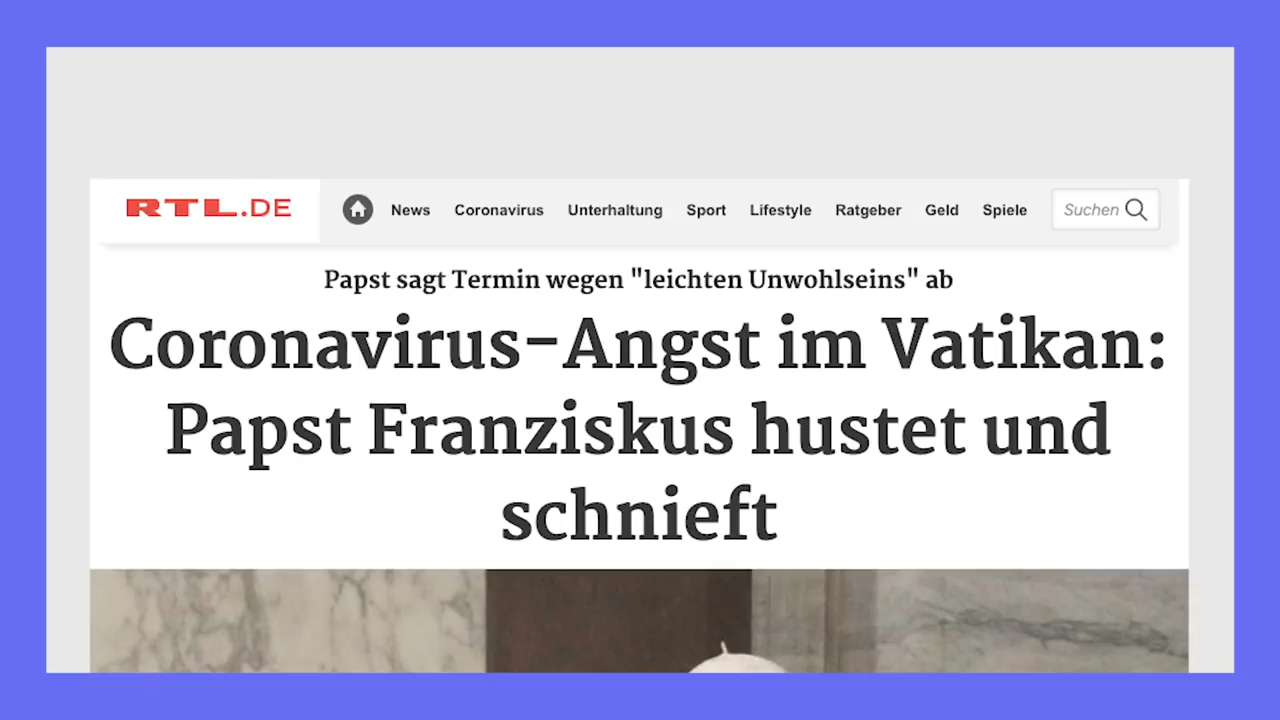 RTL.DE News Coronavirus Unterhaltung Sport Lifestyle Ratgeber Geld Spiele Suchen
Papst sagt Termin wegen "leichten Unwohlseins" ab
Coronavirus-Angst im Vatikan:
Papst Franziskus hustet und
schnieft